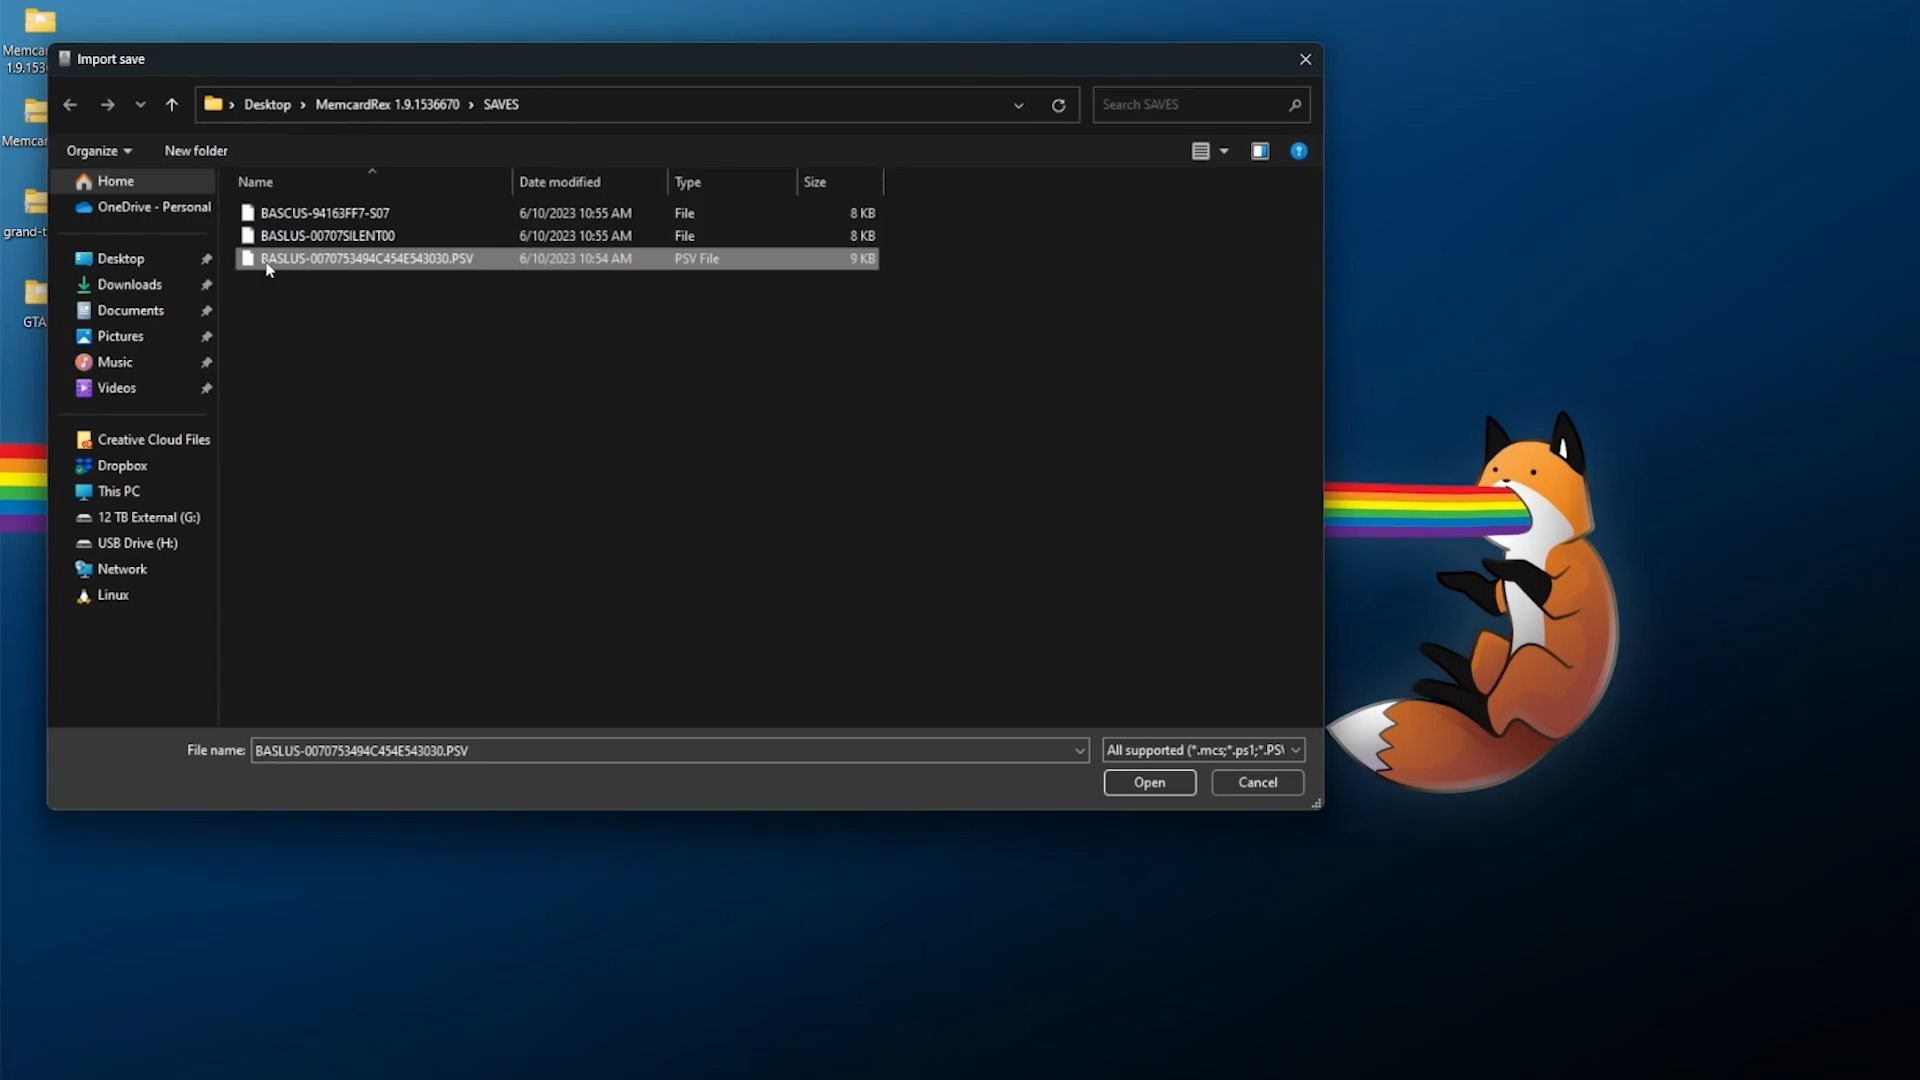 Memcar
1.9.153
Memcar
grand-t
GTA
Import save
Desktop > MemcardRex 1.9.1536670 > SAVES
Search SAVES
Organize
New folder
Home
OneDrive - Personal
Desktop
Downloads
Documents
Pictures
Music
Videos
Creative Cloud Files
Dropbox
This PC
12 TB External (G:)
USB Drive (H:)
Network
Linux
Name Date modified Type Size
BASCUS-94163FF7-S07 6/10/2023 10:55 AM File 8 KB
BASLUS-00707SILENT00 6/10/2023 10:55 AM File 8 KB
BASLUS-0070753494C454E543030.PSV 6/10/2023 10:54 AM PSV File 9 KB
File name: BASLUS-0070753494C454E543030.PSV
All supported (*.mcs;*.ps1;*.PSV
Open
Cancel